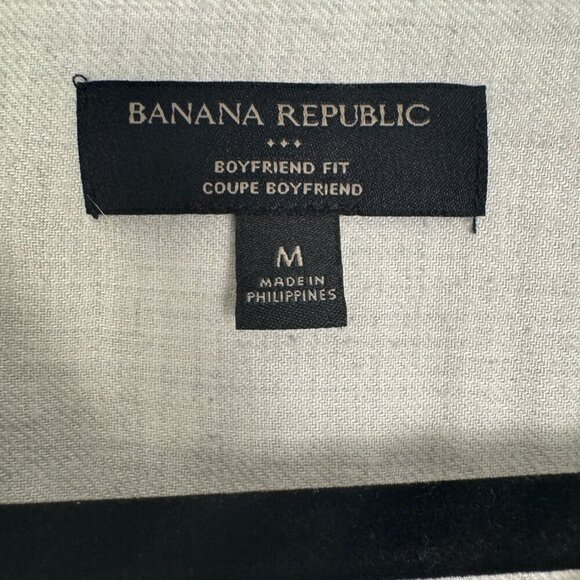 BANANA REPUBLIC
BOYFRIEND FIT
COUPE BOYFRIEND
M
MADE IN
PHILIPPINES